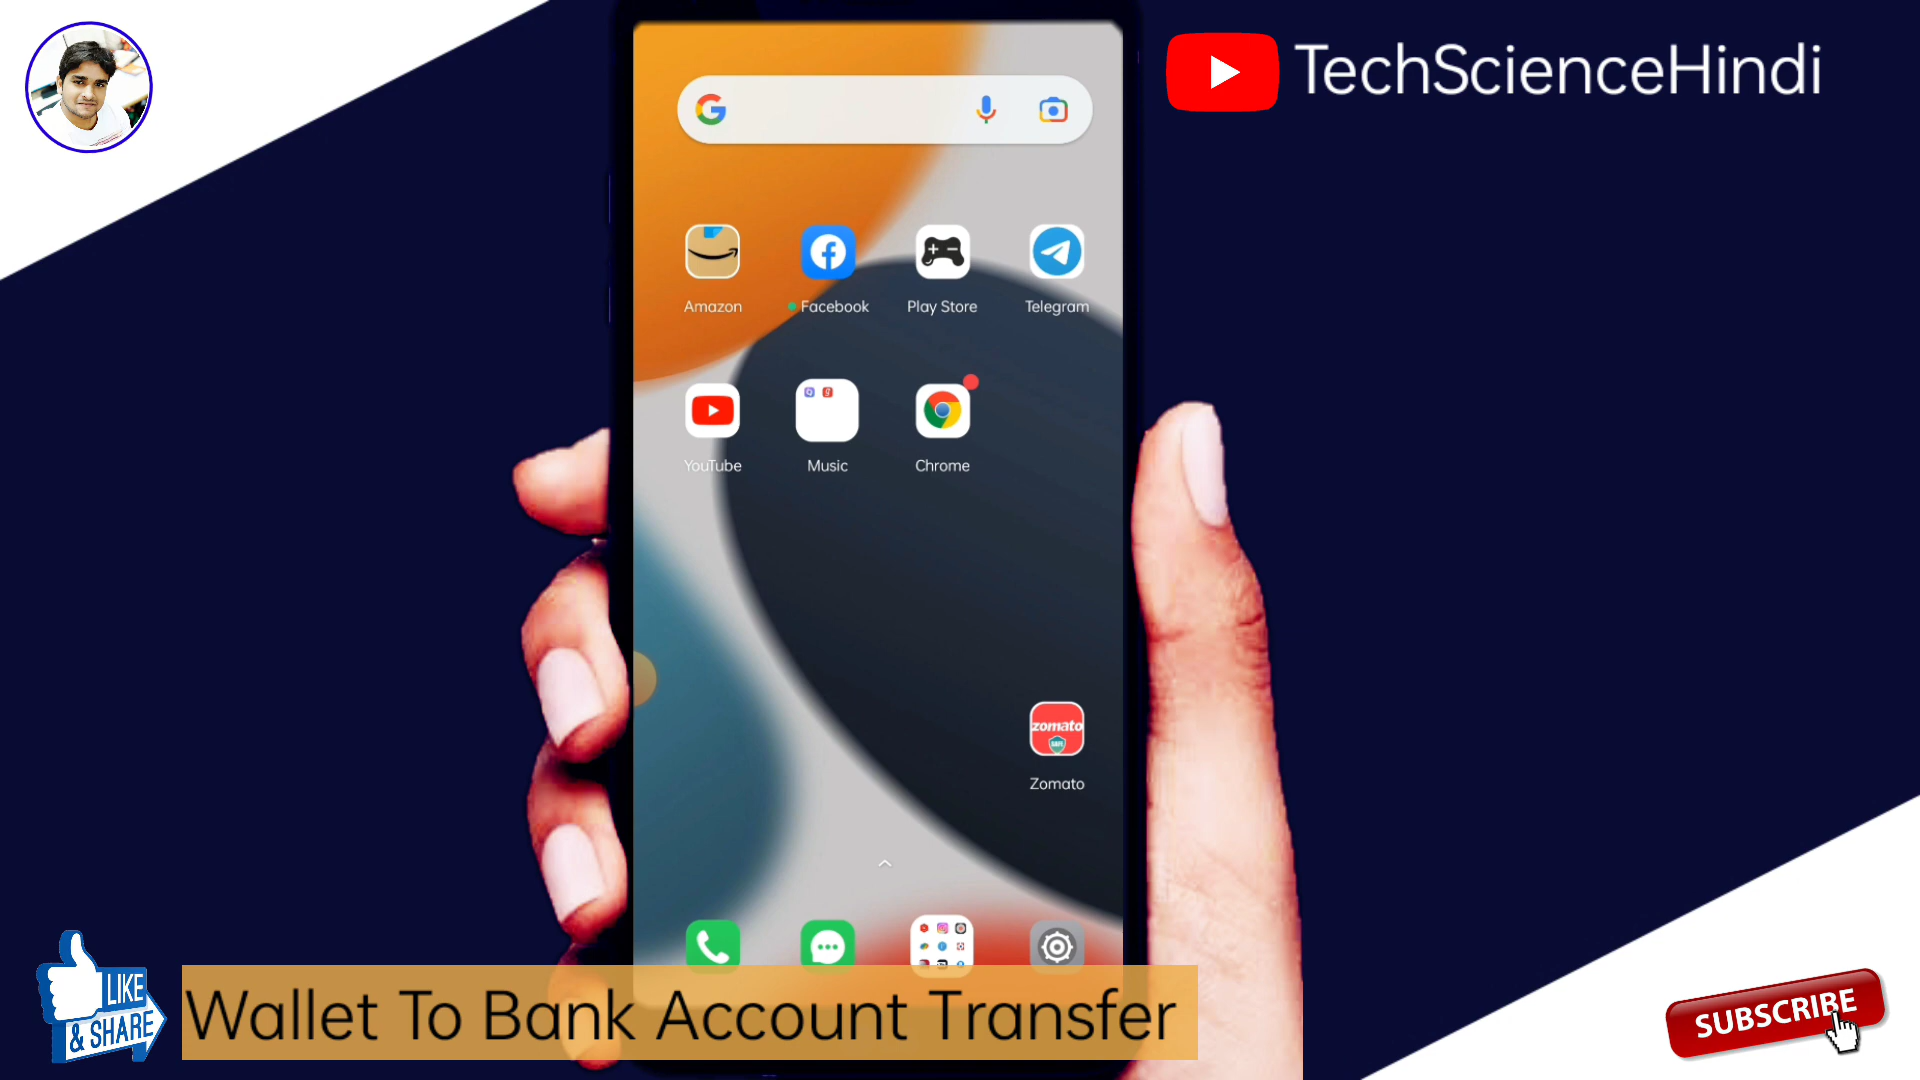 TechScienceHindi
Amazon
Facebook
Play Store
Telegram
YouTube
Music
Chrome
zomato
Zomato
LIKE
& SHARE
Wallet To Bank Account Transfer
SUBSCRIBE